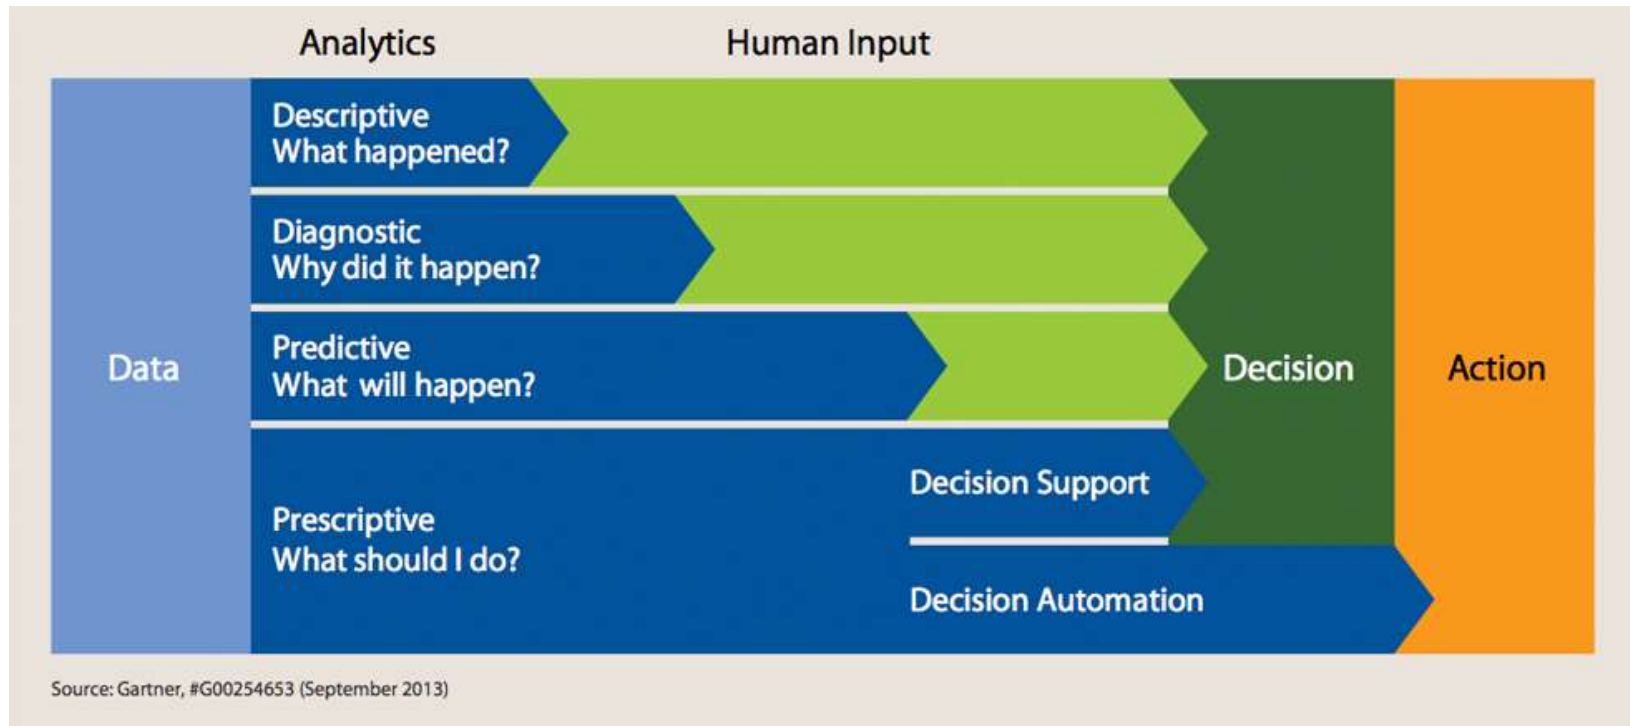 Analytics
Human Input
Descriptive
What happened?
Diagnostic
Why did it happen?
Predictive
What will happen?
Data
Decision
Action
Prescriptive
What should I do?
Decision Support
Decision Automation
Source: Gartner, #G00254653 (September 2013)